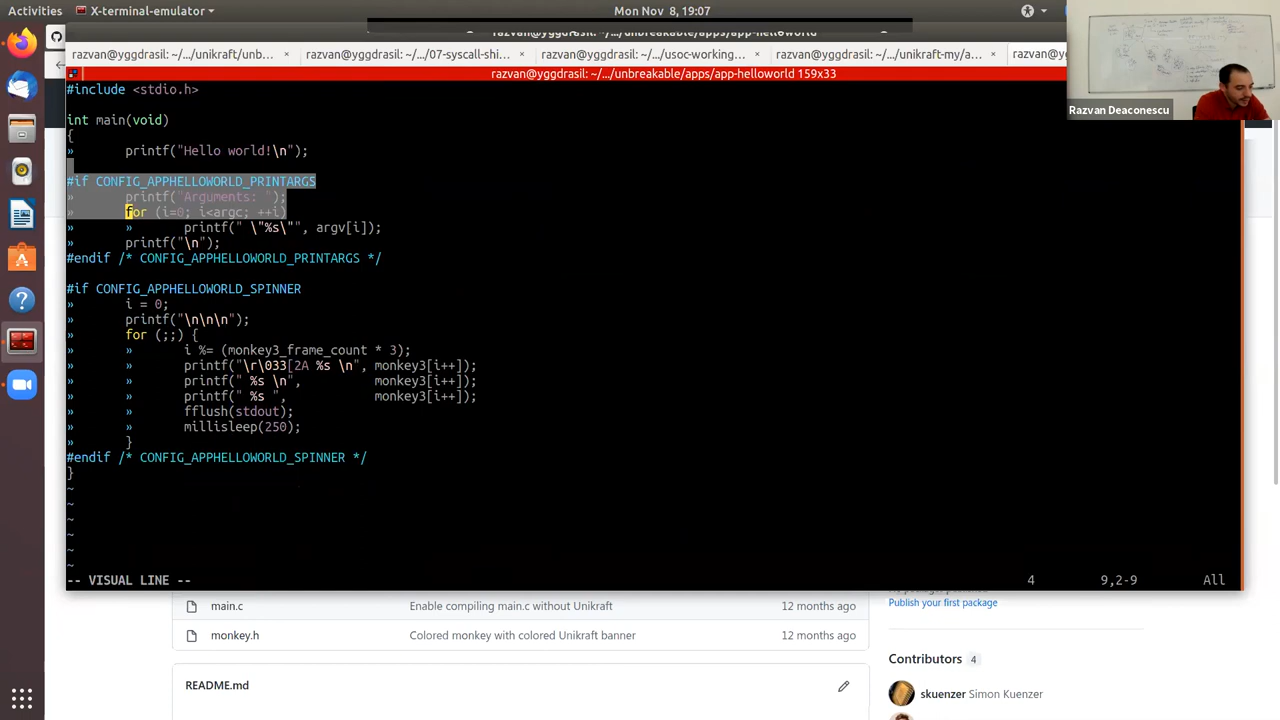 Activities
X-terminal-emulator
Mon Nov 8, 19:07
razvan@yggdrasil: ~/.../unikraft/unb...
razvan@yggdrasil: ~/.../07-syscall-shi...
razvan@yggdrasil: ~/.../usoc-working...
razvan@yggdrasil: ~/.../unikraft-my/a...
razvan@yggdrasil: ~/.../unbreakable/apps/app-helloworld 159x33
Razvan Deaconescu
#include <stdio.h>
int main(void)
{
» printf("Hello world!\n");
#if CONFIG_APPHELLOWORLD_PRINTARGS
» printf("Arguments: ");
» for (i=0; i<argc; ++i)
» » printf(" \"%s\"", argv[i]);
» printf("\n");
#endif /* CONFIG_APPHELLOWORLD_PRINTARGS */
#if CONFIG_APPHELLOWORLD_SPINNER
» i = 0;
» printf("\n\n\n");
» for (;;) {
» » i %= (monkey3_frame_count * 3);
» » printf("\r\033[2A %s \n", monkey3[i++]);
» » printf(" %s \n", monkey3[i++]);
» » printf(" %s ", monkey3[i++]);
» » fflush(stdout);
» » millisleep(250);
» }
#endif /* CONFIG_APPHELLOWORLD_SPINNER */
}
~
~
~
~
~
~
-- VISUAL LINE -- 4 9,2-9 All
main.c Enable compiling main.c without Unikraft 12 months ago
monkey.h Colored monkey with colored Unikraft banner 12 months ago
README.md
Publish your first package
Contributors 4
skuenzer Simon Kuenzer